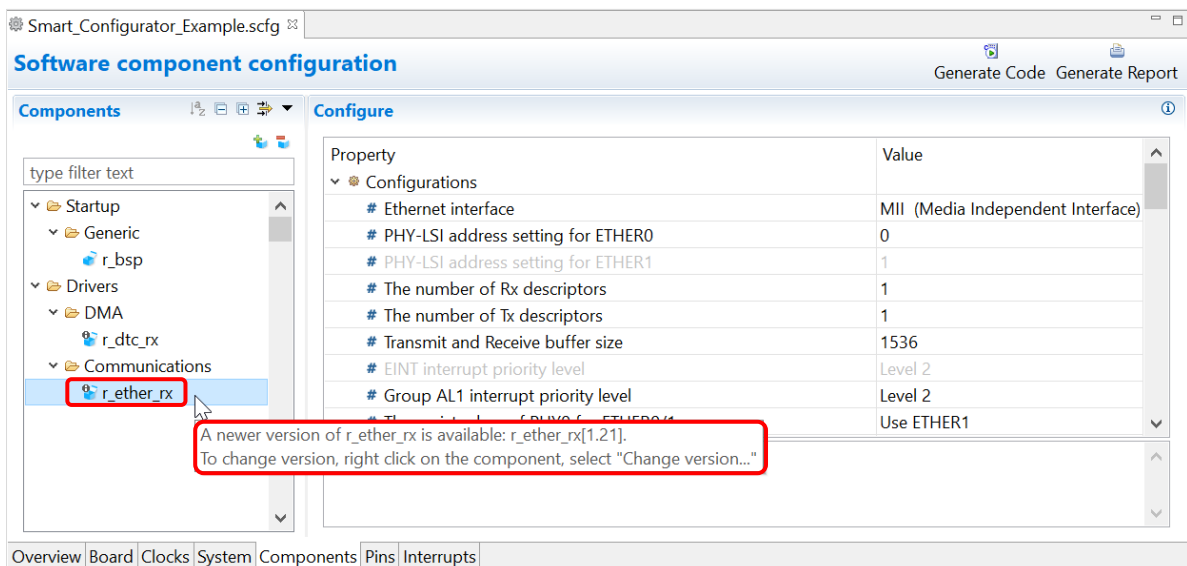 Smart_Configurator_Example.scfg
Software component configuration
Generate Code Generate Report
Components
Configure
type filter text
Startup
Generic
r_bsp
Drivers
DMA
r_dtc_rx
Communications
r_ether_rx
Property Value
Configurations
# Ethernet interface MII (Media Independent Interface)
# PHY-LSI address setting for ETHER0 0
# PHY-LSI address setting for ETHER1 1
# The number of Rx descriptors 1
# The number of Tx descriptors 1
# Transmit and Receive buffer size 1536
# EINT interrupt priority level Level 2
# Group AL1 interrupt priority level Level 2
# Use ETHER1
A newer version of r_ether_rx is available: r_ether_rx[1.21].
To change version, right click on the component, select "Change version..."
Overview Board Clocks System Components Pins Interrupts